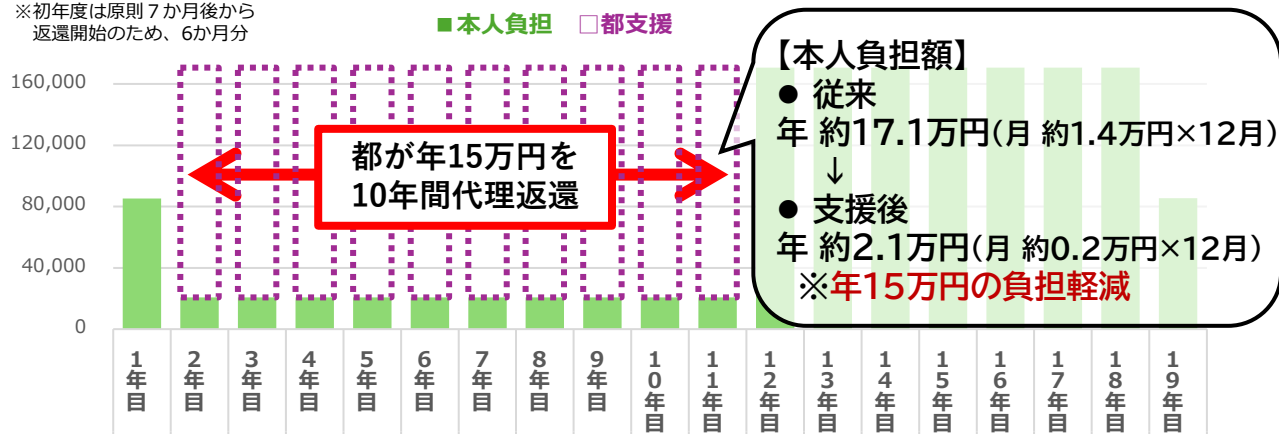 ※初年度は原則７か月後から
返還開始のため、6か月分
■本人負担 □都支援
160,000
120,000
80,000
40,000
0
都が年15万円を
10年間代理返還
【本人負担額】
● 従来
年 約17.1万円(月 約1.4万円×12月)
↓
● 支援後
年 約2.1万円(月 約0.2万円×12月)
※年15万円の負担軽減
1年目
2年目
3年目
4年目
5年目
6年目
7年目
8年目
9年目
10年目
11年目
12年目
13年目
14年目
15年目
16年目
17年目
18年目
19年目